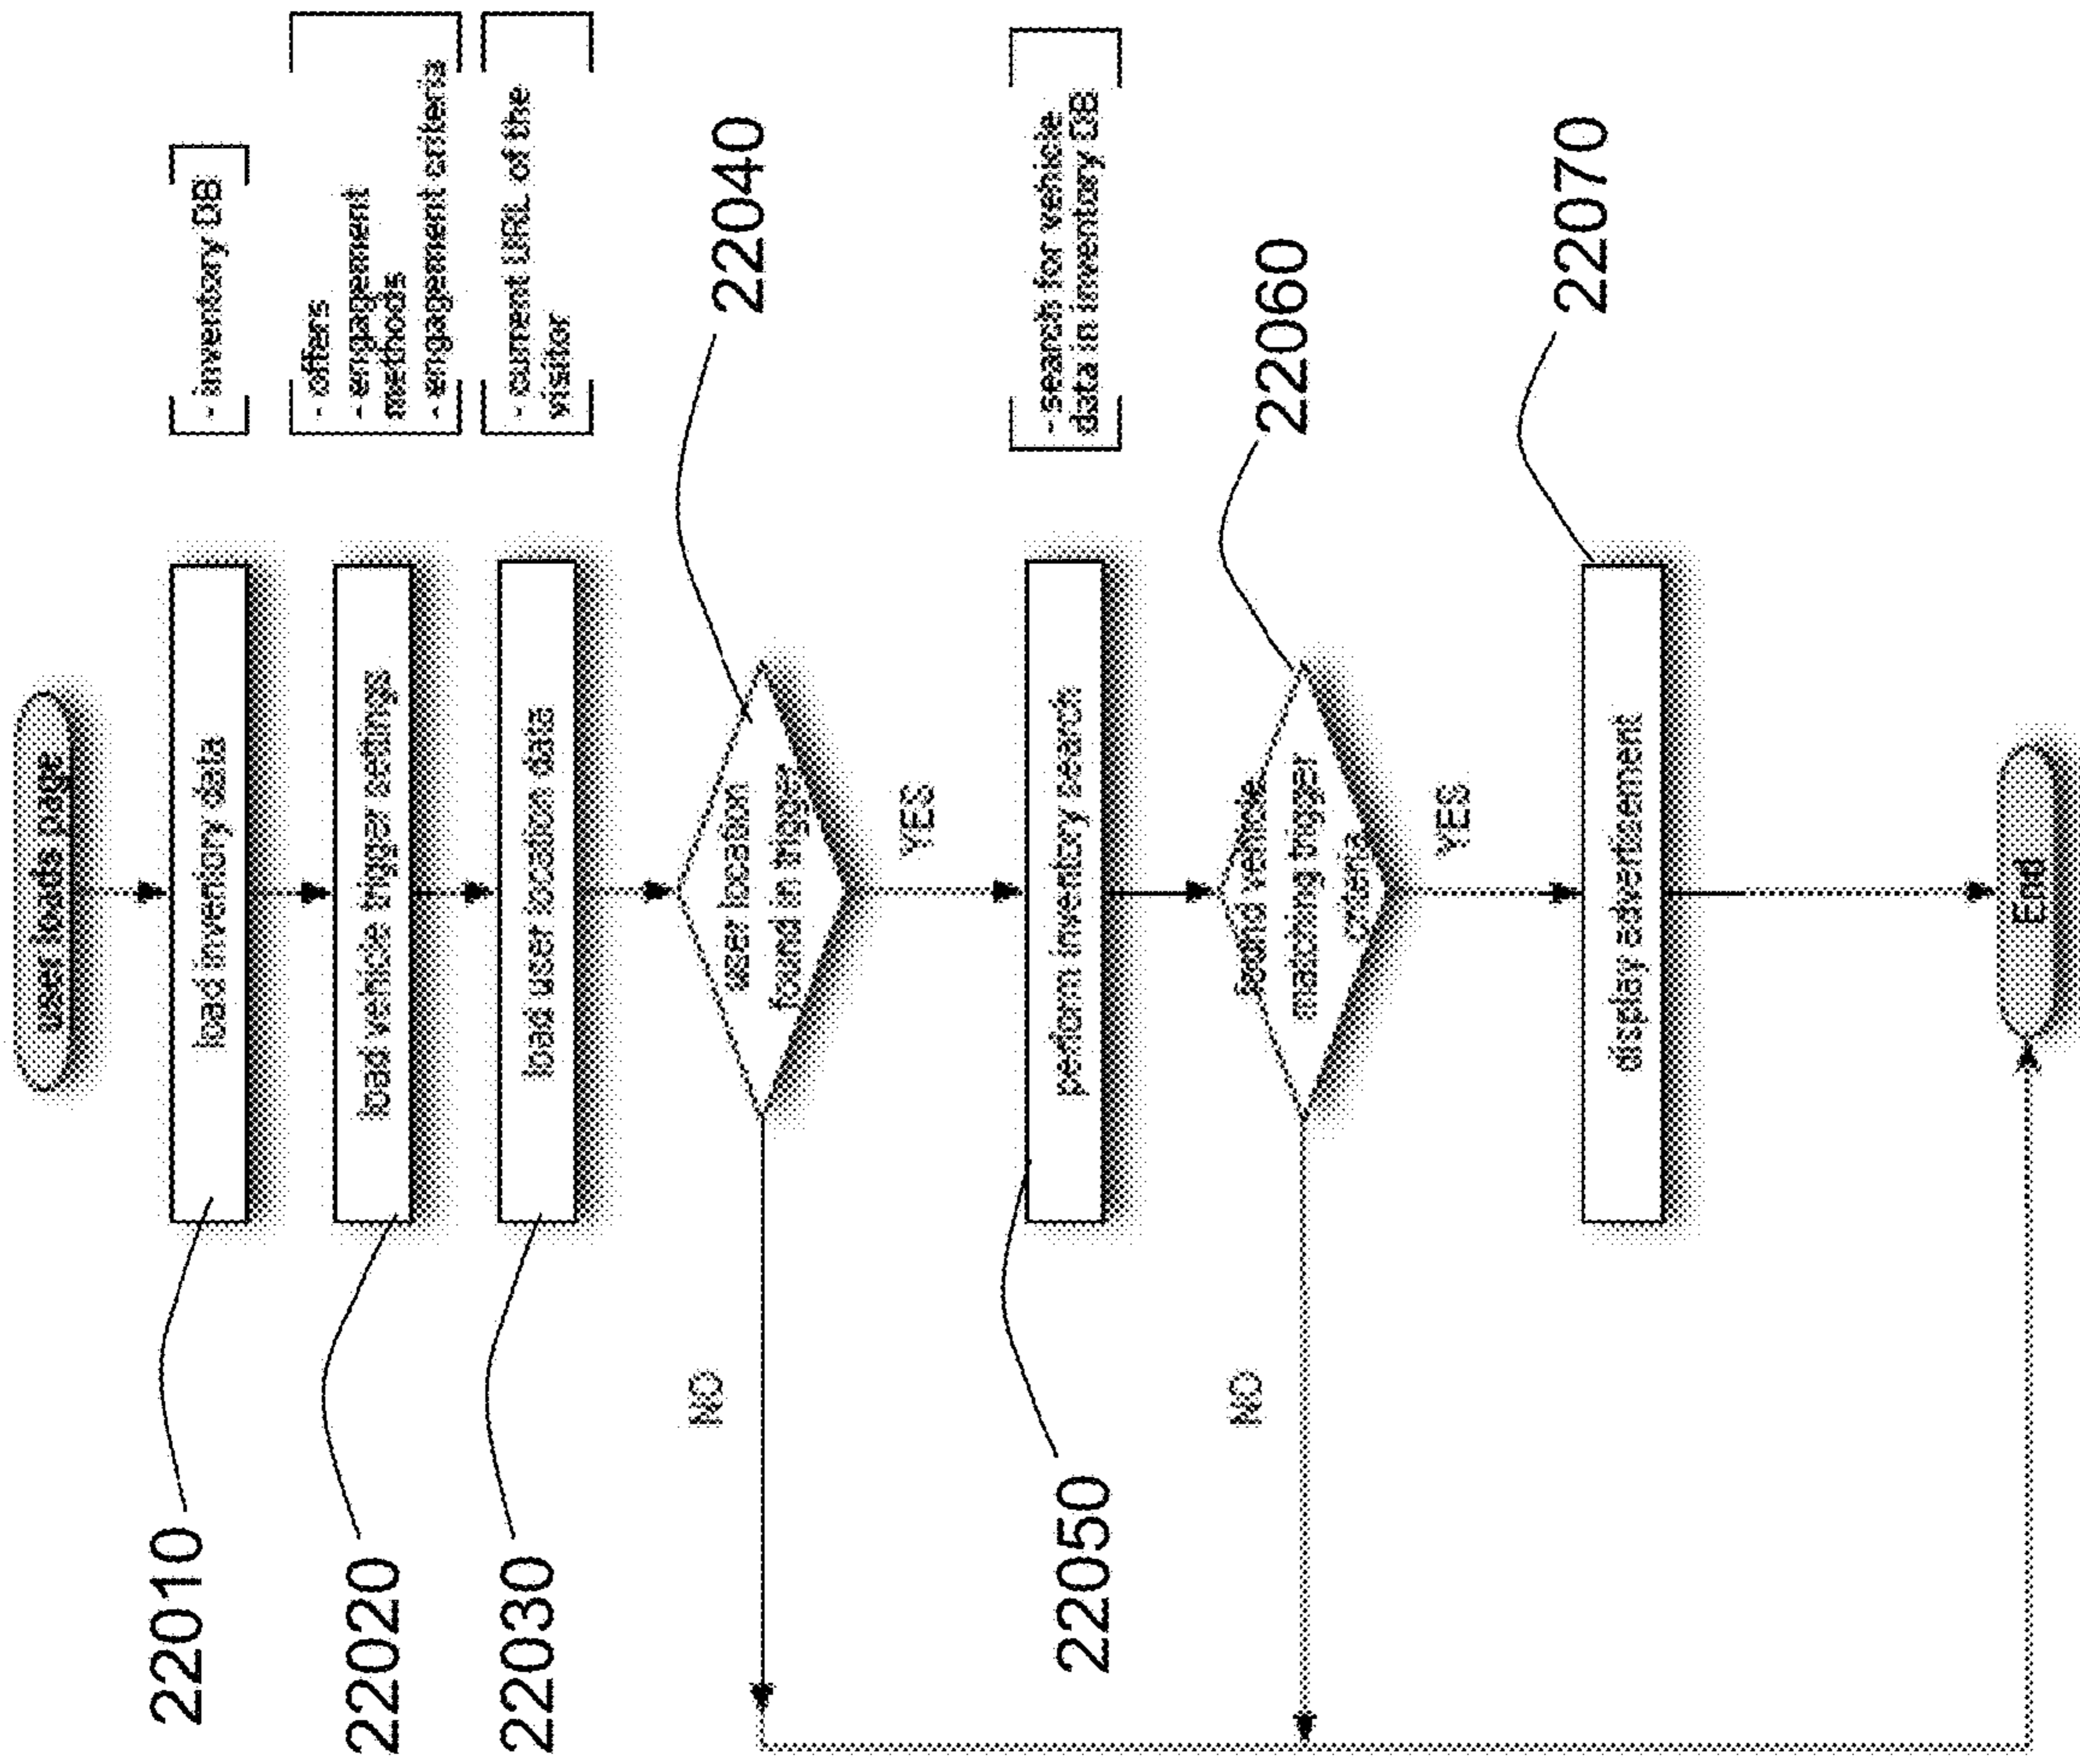 user loads page
load inventory data
22010
- inventory DB
load vehicle trigger settings
22020
- offers
- engagement
methods
- engagement criteria
load user location data
22030
- current URL of the
visitor
user location
found in trigger
22040
NO
YES
perform inventory search
22050
- search for vehicle
data in inventory DB
found vehicle
matching trigger
criteria
22060
NO
YES
display advertisement
22070
End